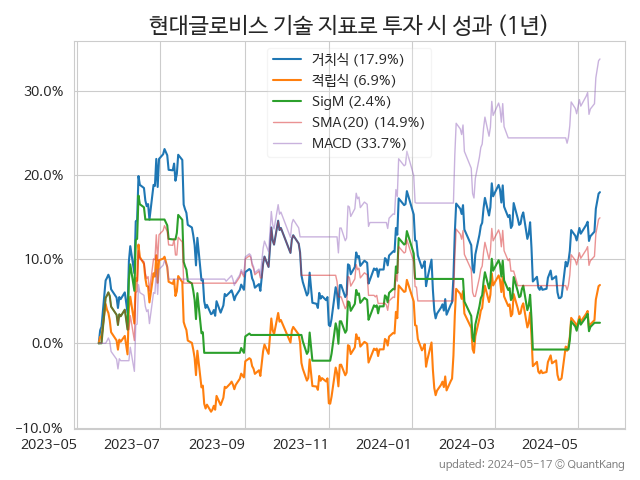 현대글로비스 기술 지표로 투자 시 성과 (1년)
거치식 (17.9%)
적립식 (6.9%)
SigM (2.4%)
SMA(20) (14.9%)
MACD (33.7%)
30.0%
20.0%
10.0%
0.0%
−10.0%
2023-05 2023-07 2023-09 2023-11 2024-01 2024-03 2024-05
updated: 2024-05-17 © QuantKang